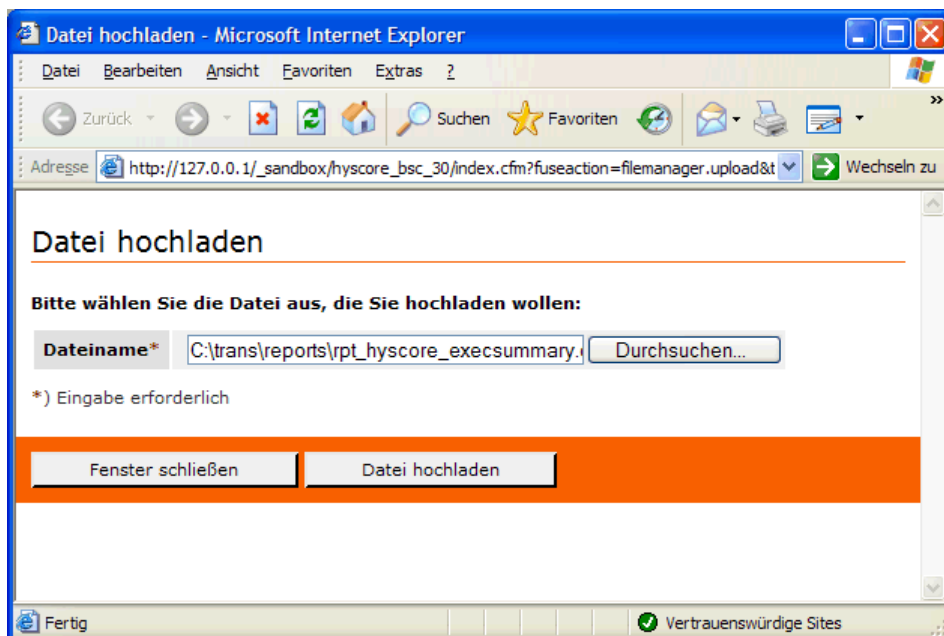 Datei hochladen - Microsoft Internet Explorer
Datei Bearbeiten Ansicht Favoriten Extras ?
Zurück Suchen Favoriten »
Adresse http://127.0.0.1/_sandbox/hyscore_bsc_30/index.cfm?fuseaction=filemanager.upload&t Wechseln zu
Datei hochladen
Bitte wählen Sie die Datei aus, die Sie hochladen wollen:
Dateiname* C:\trans\reports\rpt_hyscore_execsummary. Durchsuchen...
*) Eingabe erforderlich
Fenster schließen Datei hochladen
Fertig Vertrauenswürdige Sites